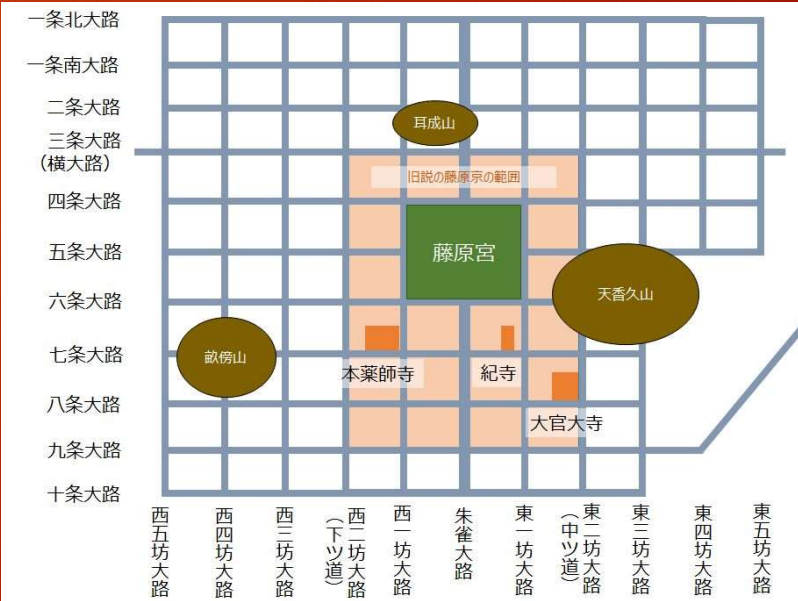 一条北大路
一条南大路
二条大路
三条大路
(横大路)
四条大路
五条大路
六条大路
七条大路
八条大路
九条大路
十条大路
耳成山
旧説の藤原京の範囲
藤原宮
天香久山
畝傍山
本薬師寺
紀寺
大官大寺
西五坊大路
西四坊大路
西三坊大路
西二坊大路
(下ツ道)
西一坊大路
朱雀大路
東一坊大路
東二坊大路
(中ツ道)
東三坊大路
東四坊大路
東五坊大路